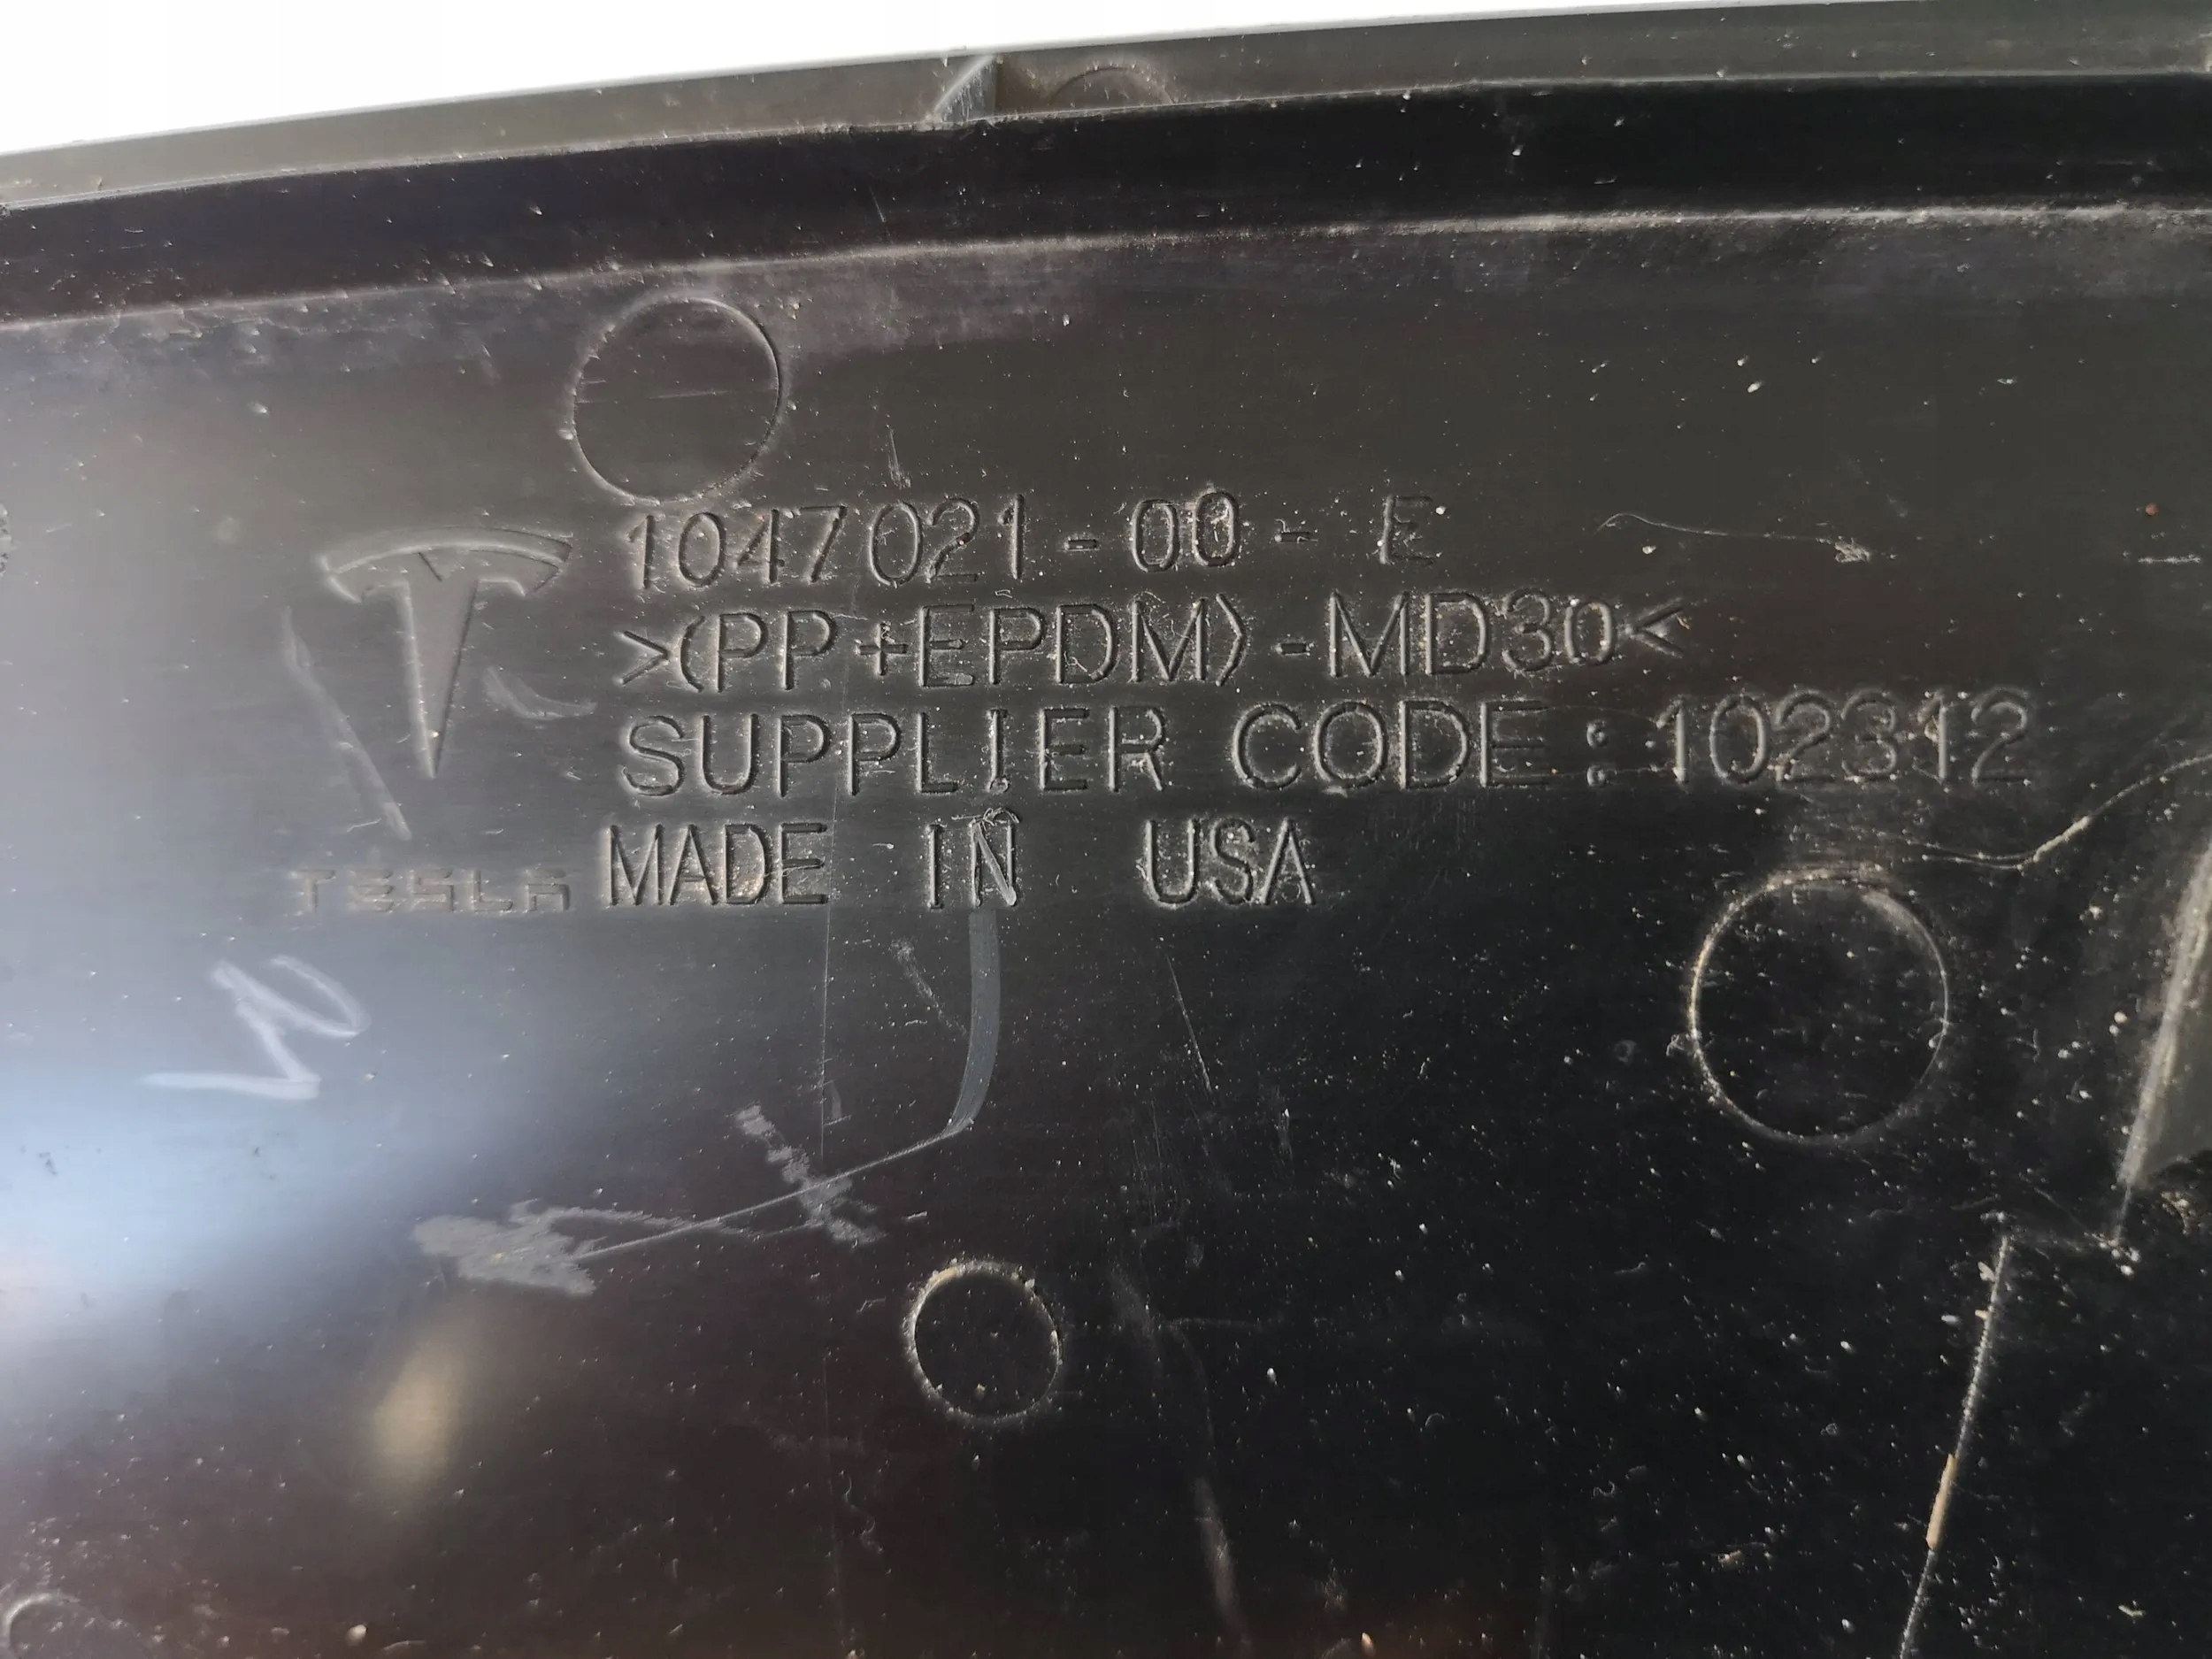 1047021-00-E
>(PP+EPDM)-MD30<
SUPPLIER CODE:102312
TESLA MADE IN USA